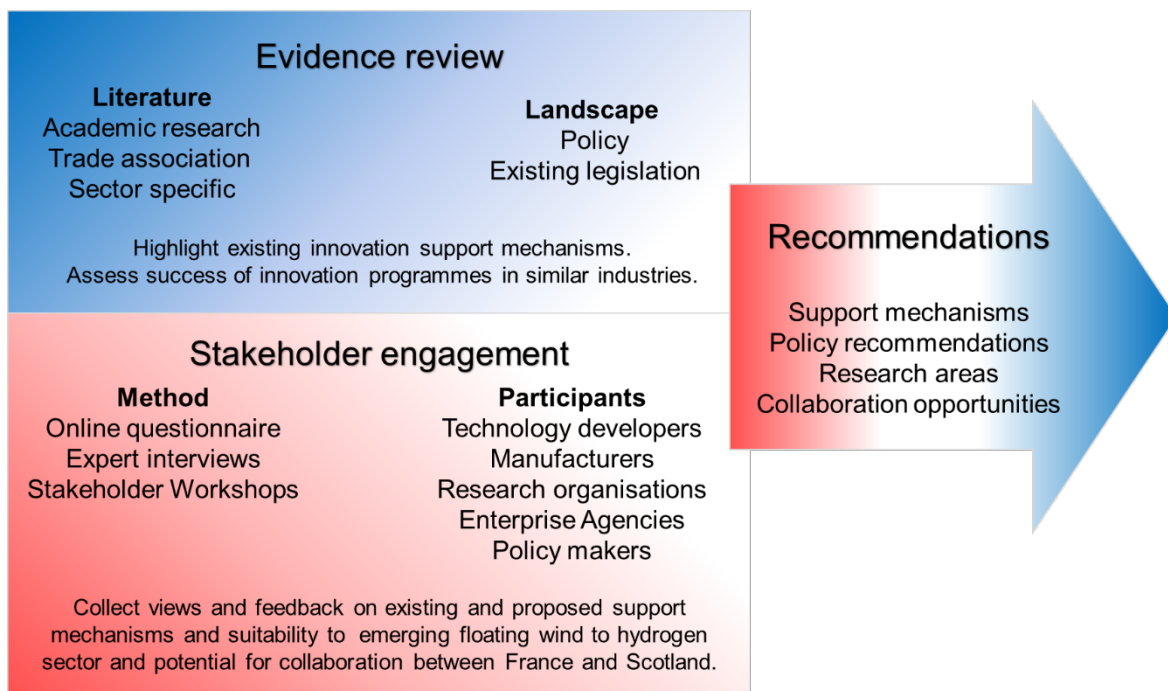 Evidence review
Literature
Academic research
Trade association
Sector specific
Landscape
Policy
Existing legislation
Highlight existing innovation support mechanisms.
Assess success of innovation programmes in similar industries.
Stakeholder engagement
Method
Online questionnaire
Expert interviews
Stakeholder Workshops
Participants
Technology developers
Manufacturers
Research organisations
Enterprise Agencies
Policy makers
Collect views and feedback on existing and proposed support
mechanisms and suitability to emerging floating wind to hydrogen
sector and potential for collaboration between France and Scotland.
Recommendations
Support mechanisms
Policy recommendations
Research areas
Collaboration opportunities